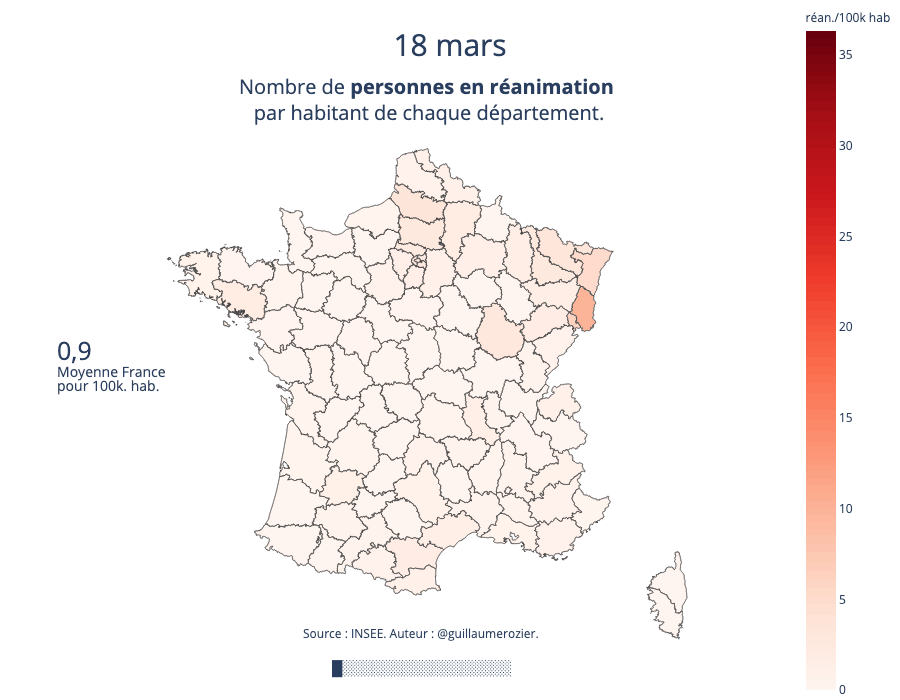 réan./100k hab
18 mars
Nombre de personnes en réanimation
par habitant de chaque département.
35
30
25
20
15
10
5
0
0,9
Moyenne France
pour 100k. hab.
Source : INSEE. Auteur : @guillaumerozier.